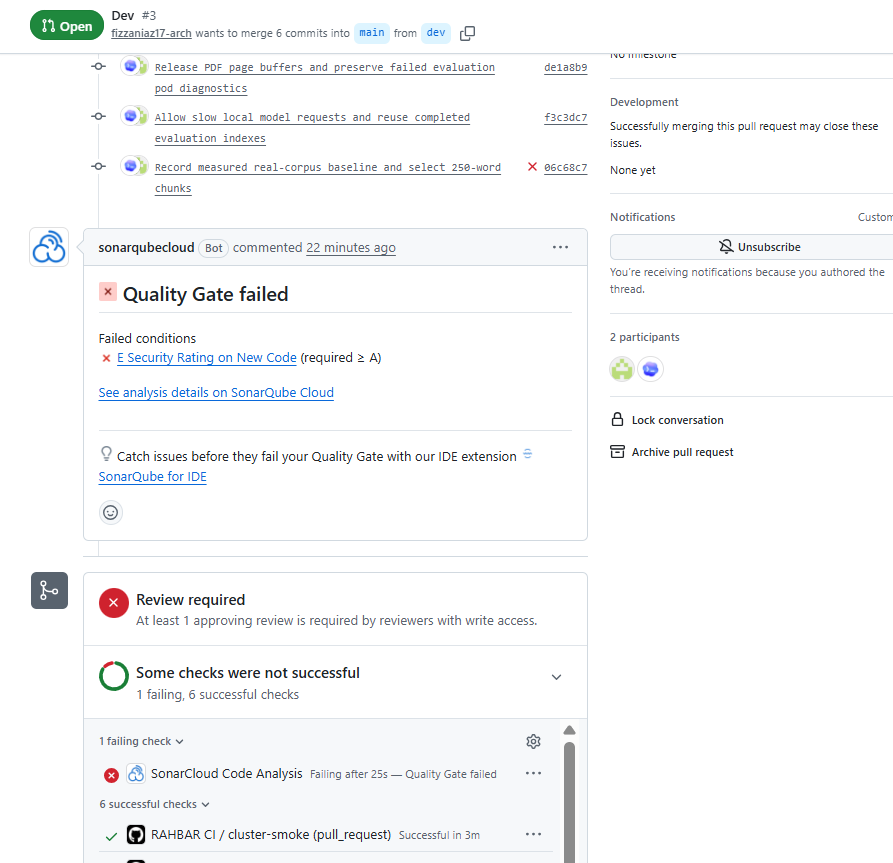 Open
Dev #3
fizzaniaz17-arch wants to merge 6 commits into main from dev
Release PDF page buffers and preserve failed evaluation de1a8b9
pod diagnostics
Allow slow local model requests and reuse completed f3c3dc7
evaluation indexes
Record measured real-corpus baseline and select 250-word 06c68c7
chunks
sonarqubecloud Bot commented 22 minutes ago
Quality Gate failed
Failed conditions
E Security Rating on New Code (required ≥ A)
See analysis details on SonarQube Cloud
Catch issues before they fail your Quality Gate with our IDE extension
SonarQube for IDE
Review required
At least 1 approving review is required by reviewers with write access.
Some checks were not successful
1 failing, 6 successful checks
1 failing check
SonarCloud Code Analysis Failing after 25s — Quality Gate failed
6 successful checks
RAHBAR CI / cluster-smoke (pull_request) Successful in 3m
No milestone
Development
Successfully merging this pull request may close these
issues.
None yet
Notifications Custom
Unsubscribe
You're receiving notifications because you authored the
thread.
2 participants
Lock conversation
Archive pull request